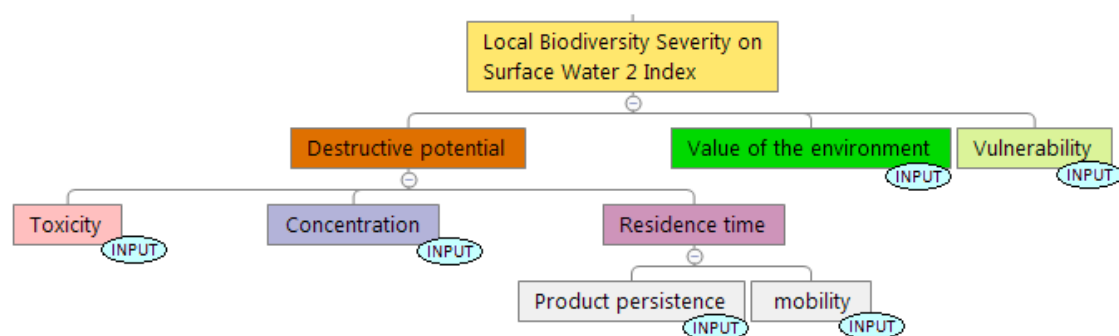 Local Biodiversity Severity on
Surface Water 2 Index
Destructive potential
Value of the environment
INPUT
Vulnerability
INPUT
Toxicity
INPUT
Concentration
INPUT
Residence time
Product persistence
INPUT
mobility
INPUT